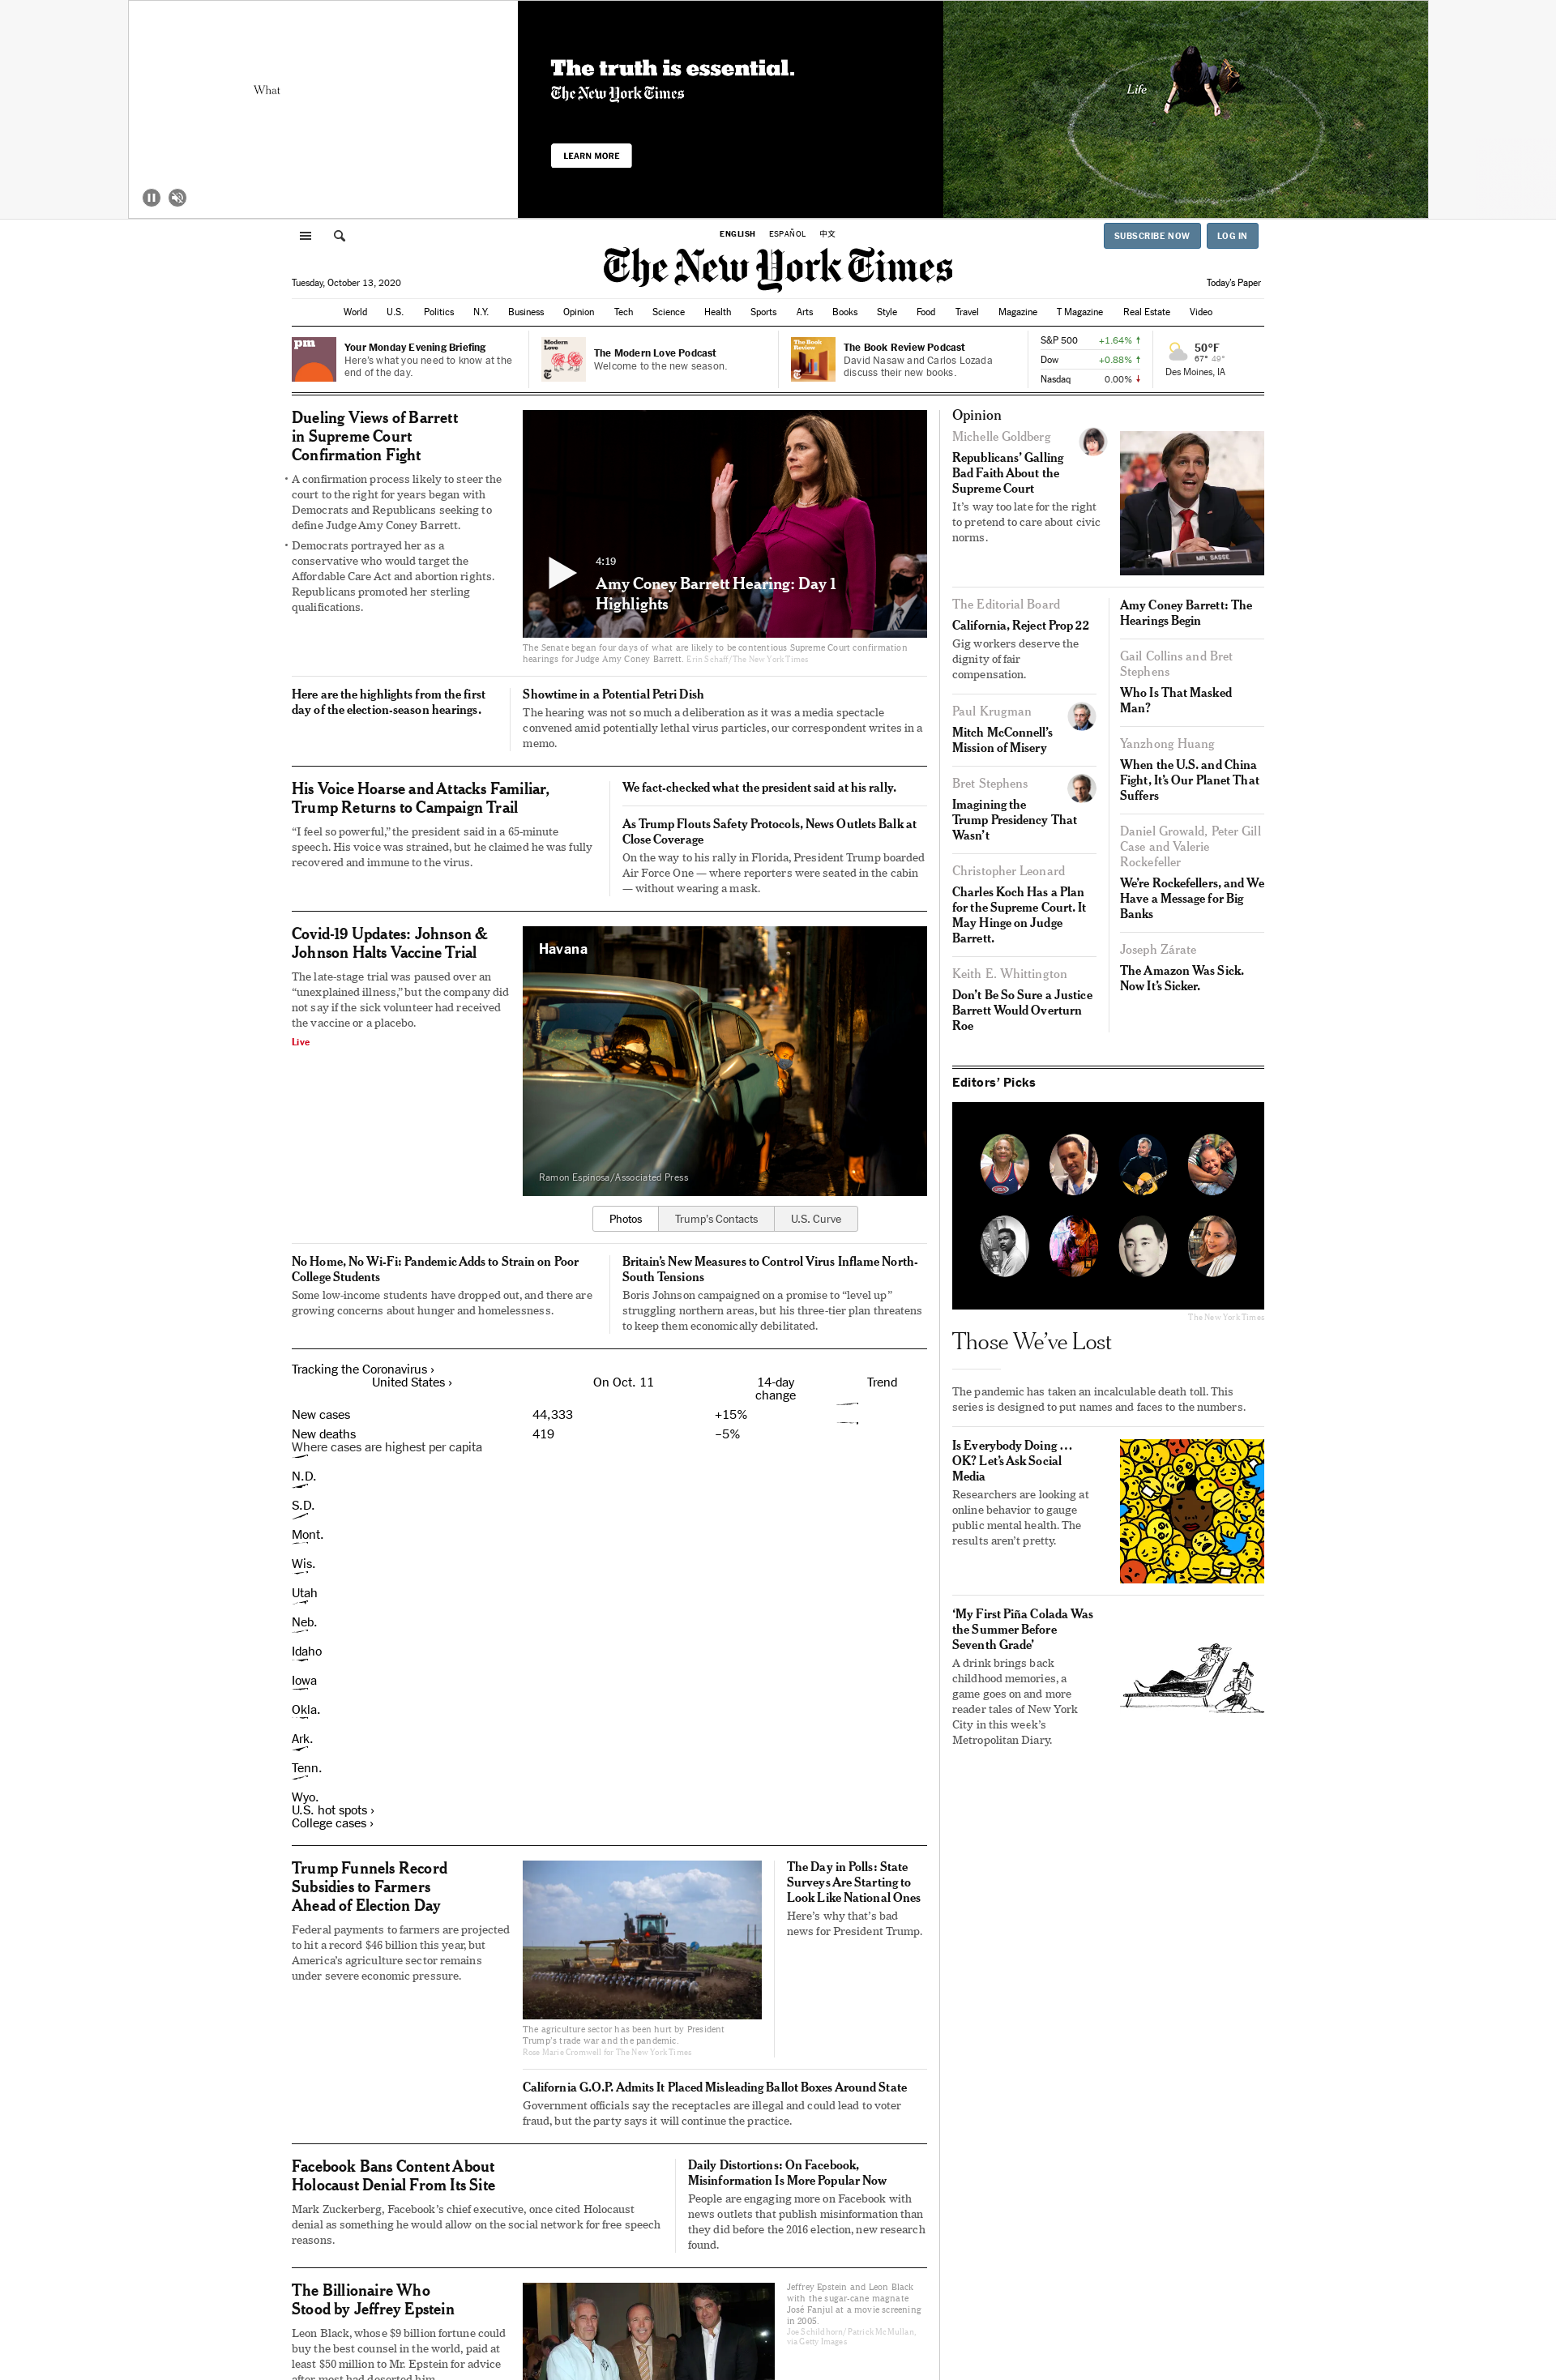 What
The truth is essential.
The New York Times
LEARN MORE
Life
ENGLISH ESPAÑOL 中文
SUBSCRIBE NOW LOG IN
The New York Times
Tuesday, October 13, 2020
Today's Paper
World U.S. Politics N.Y. Business Opinion Tech Science Health Sports Arts Books Style Food Travel Magazine T Magazine Real Estate Video
pm
Your Monday Evening Briefing
Here's what you need to know at the
end of the day.
Modern
Love
The Modern Love Podcast
Welcome to the new season.
The Book
Review
The Book Review Podcast
David Nasaw and Carlos Lozada
discuss their new books.
S&P 500 +1.64%
Dow +0.88%
Nasdaq 0.00%
50°F
67° 49°
Des Moines, IA
Dueling Views of Barrett
in Supreme Court
Confirmation Fight
• A confirmation process likely to steer the
court to the right for years began with
Democrats and Republicans seeking to
define Judge Amy Coney Barrett.
• Democrats portrayed her as a
conservative who would target the
Affordable Care Act and abortion rights.
Republicans promoted her sterling
qualifications.
4:19
Amy Coney Barrett Hearing: Day 1
Highlights
The Senate began four days of what are likely to be contentious Supreme Court confirmation
hearings for Judge Amy Coney Barrett. Erin Schaff/The New York Times
Here are the highlights from the first
day of the election-season hearings.
Showtime in a Potential Petri Dish
The hearing was not so much a deliberation as it was a media spectacle
convened amid potentially lethal virus particles, our correspondent writes in a
memo.
His Voice Hoarse and Attacks Familiar,
Trump Returns to Campaign Trail
“I feel so powerful,” the president said in a 65-minute
speech. His voice was strained, but he claimed he was fully
recovered and immune to the virus.
We fact-checked what the president said at his rally.
As Trump Flouts Safety Protocols, News Outlets Balk at
Close Coverage
On the way to his rally in Florida, President Trump boarded
Air Force One — where reporters were seated in the cabin
— without wearing a mask.
Covid-19 Updates: Johnson &
Johnson Halts Vaccine Trial
The late-stage trial was paused over an
“unexplained illness,” but the company did
not say if the sick volunteer had received
the vaccine or a placebo.
Live
Havana
Ramon Espinosa/Associated Press
Photos Trump's Contacts U.S. Curve
No Home, No Wi-Fi: Pandemic Adds to Strain on Poor
College Students
Some low-income students have dropped out, and there are
growing concerns about hunger and homelessness.
Britain’s New Measures to Control Virus Inflame North-
South Tensions
Boris Johnson campaigned on a promise to “level up”
struggling northern areas, but his three-tier plan threatens
to keep them economically debilitated.
Tracking the Coronavirus ›
United States › On Oct. 11 14-day
change Trend
New cases 44,333 +15%
New deaths 419 –5%
Where cases are highest per capita
N.D.
S.D.
Mont.
Wis.
Utah
Neb.
Idaho
Iowa
Okla.
Ark.
Tenn.
Wyo.
U.S. hot spots ›
College cases ›
Trump Funnels Record
Subsidies to Farmers
Ahead of Election Day
Federal payments to farmers are projected
to hit a record $46 billion this year, but
America’s agriculture sector remains
under severe economic pressure.
The agriculture sector has been hurt by President
Trump’s trade war and the pandemic.
Rose Marie Cromwell for The New York Times
The Day in Polls: State
Surveys Are Starting to
Look Like National Ones
Here’s why that’s bad
news for President Trump.
California G.O.P. Admits It Placed Misleading Ballot Boxes Around State
Government officials say the receptacles are illegal and could lead to voter
fraud, but the party says it will continue the practice.
Facebook Bans Content About
Holocaust Denial From Its Site
Mark Zuckerberg, Facebook’s chief executive, once cited Holocaust
denial as something he would allow on the social network for free speech
reasons.
Daily Distortions: On Facebook,
Misinformation Is More Popular Now
People are engaging more on Facebook with
news outlets that publish misinformation than
they did before the 2016 election, new research
found.
The Billionaire Who
Stood by Jeffrey Epstein
Leon Black, whose $9 billion fortune could
buy the best counsel in the world, paid at
least $50 million to Mr. Epstein for advice
after most had deserted him.
Jeffrey Epstein and Leon Black
with the sugar-cane magnate
José Fanjul at a movie screening
in 2005.
Joe Schildhorn/Patrick McMullan,
via Getty Images
Opinion
Michelle Goldberg
Republicans’ Galling
Bad Faith About the
Supreme Court
It’s way too late for the right
to pretend to care about civic
norms.
MR. SASSE
The Editorial Board
California, Reject Prop 22
Gig workers deserve the
dignity of fair
compensation.
Paul Krugman
Mitch McConnell’s
Mission of Misery
Bret Stephens
Imagining the
Trump Presidency That
Wasn’t
Christopher Leonard
Charles Koch Has a Plan
for the Supreme Court. It
May Hinge on Judge
Barrett.
Keith E. Whittington
Don’t Be So Sure a Justice
Barrett Would Overturn
Roe
Amy Coney Barrett: The
Hearings Begin
Gail Collins and Bret
Stephens
Who Is That Masked
Man?
Yanzhong Huang
When the U.S. and China
Fight, It’s Our Planet That
Suffers
Daniel Growald, Peter Gill
Case and Valerie
Rockefeller
We’re Rockefellers, and We
Have a Message for Big
Banks
Joseph Zárate
The Amazon Was Sick.
Now It’s Sicker.
Editors’ Picks
The New York Times
Those We’ve Lost
The pandemic has taken an incalculable death toll. This
series is designed to put names and faces to the numbers.
Is Everybody Doing …
OK? Let’s Ask Social
Media
Researchers are looking at
online behavior to gauge
public mental health. The
results aren’t pretty.
‘My First Piña Colada Was
the Summer Before
Seventh Grade’
A drink brings back
childhood memories, a
game goes on and more
reader tales of New York
City in this week’s
Metropolitan Diary.